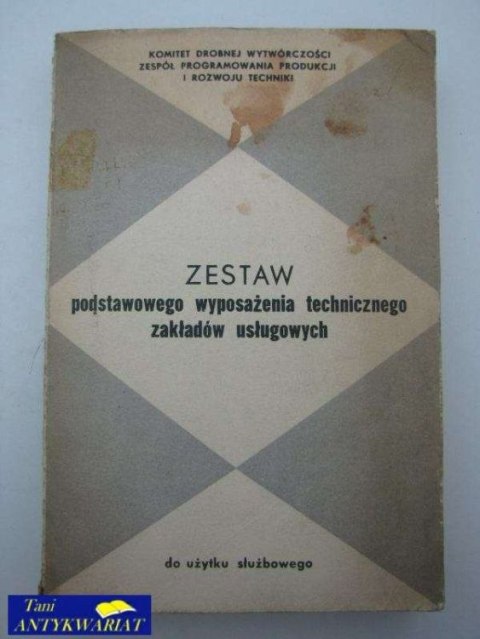 KOMITET DROBNEJ WYTWÓRCZOŚCI
ZESPÓŁ PROGRAMOWANIA PRODUKCJI
I ROZWOJU TECHNIKI
ZESTAW
podstawowego wyposażenia technicznego
zakładów usługowych
do użytku służbowego
Tani
ANTYKWARIAT